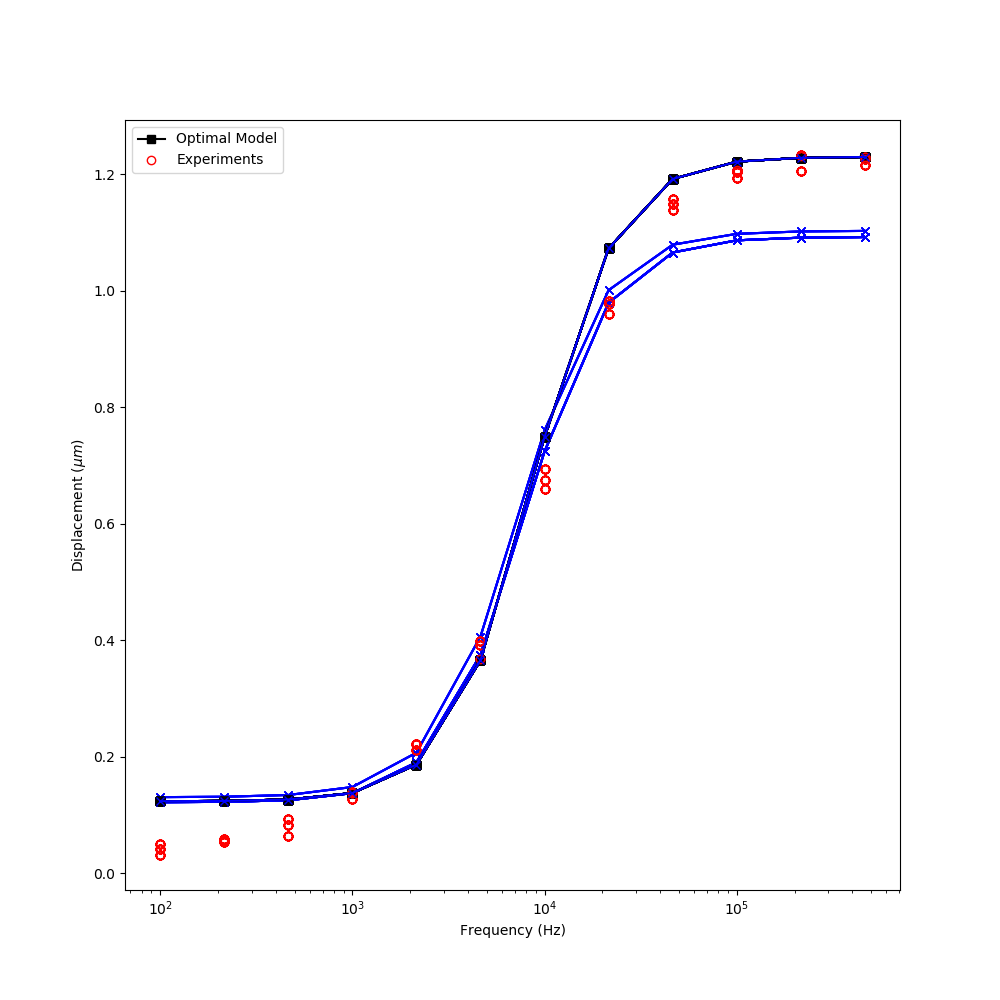 Optimal Model
Experiments
1.2
1.0
0.8
0.6
0.4
0.2
0.0
Displacement (μm)
10² 10³ 10⁴ 10⁵
Frequency (Hz)